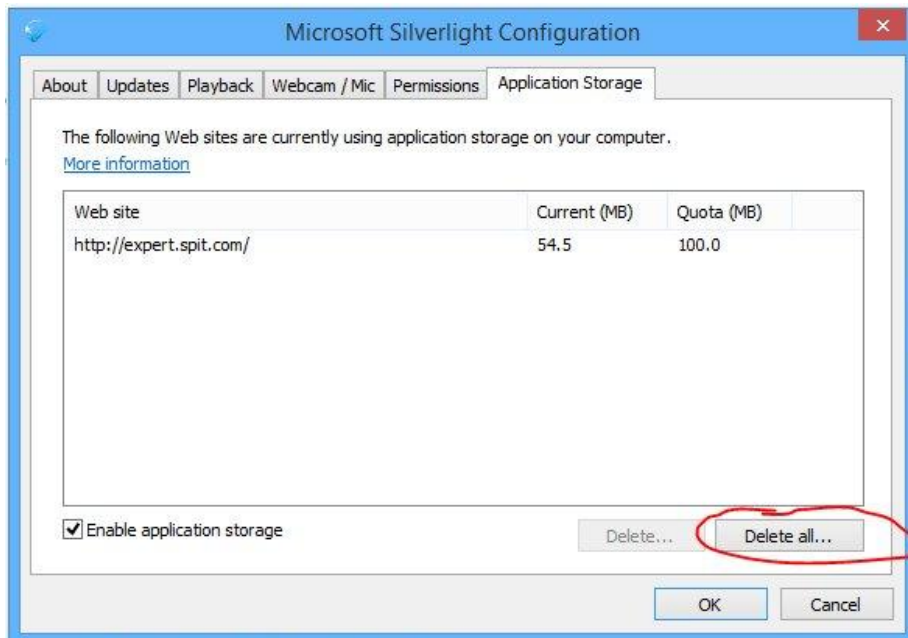 Microsoft Silverlight Configuration
About Updates Playback Webcam / Mic Permissions Application Storage
The following Web sites are currently using application storage on your computer.
More information
Web site Current (MB) Quota (MB)
http://expert.spit.com/ 54.5 100.0
Enable application storage Delete... Delete all...
OK Cancel